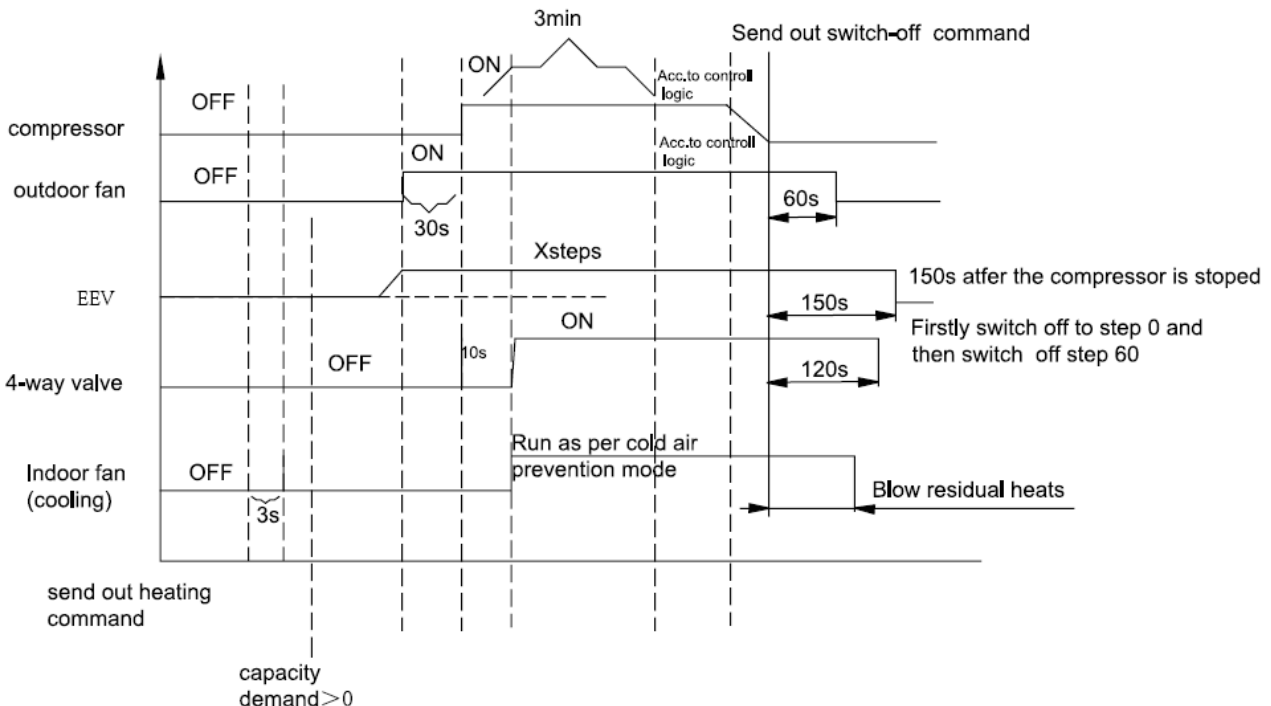 3min
Send out switch-off command
ON
Acc.to controll
logic
OFF
compressor
ON
Acc.to controll
logic
OFF
outdoor fan
60s
30s
Xsteps
150s atfer the compressor is stoped
EEV
150s
ON
Firstly switch off to step 0 and
then switch off step 60
10s
OFF
120s
4-way valve
Run as per cold air
prevention mode
OFF
Indoor fan
(cooling)
Blow residual heats
3s
send out heating
command
capacity
demand>0